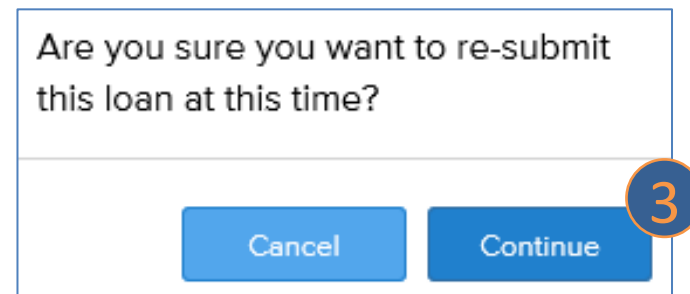 Are you sure you want to re-submit
this loan at this time?
3
Cancel Continue